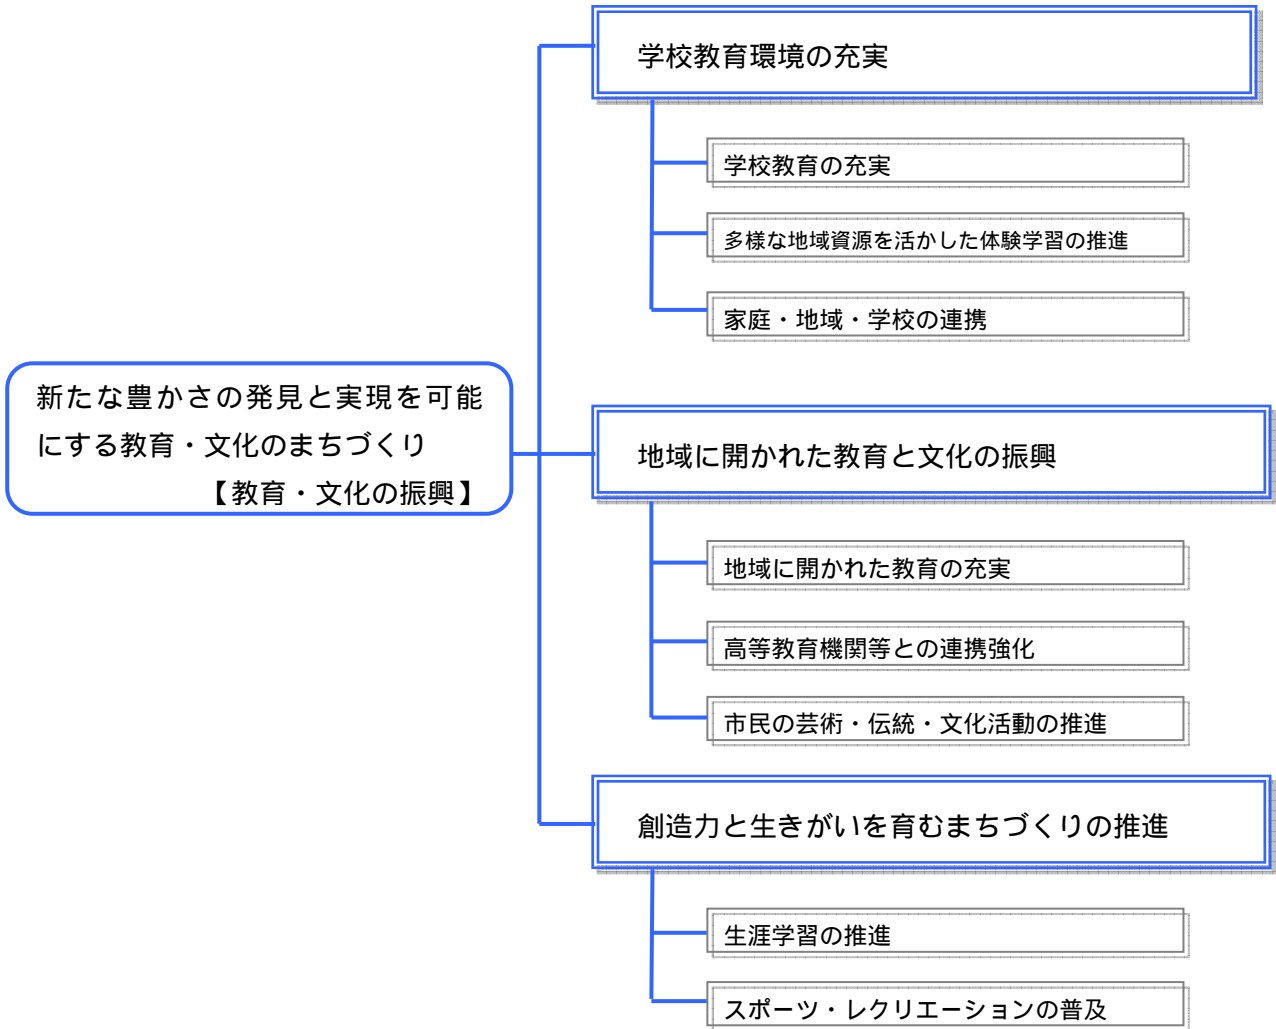 学校教育環境の充実
学校教育の充実
多様な地域資源を活かした体験学習の推進
家庭・地域・学校の連携
新たな豊かさの発見と実現を可能
にする教育・文化のまちづくり
【教育・文化の振興】
地域に開かれた教育と文化の振興
地域に開かれた教育の充実
高等教育機関等との連携強化
市民の芸術・伝統・文化活動の推進
創造力と生きがいを育むまちづくりの推進
生涯学習の推進
スポーツ・レクリエーションの普及